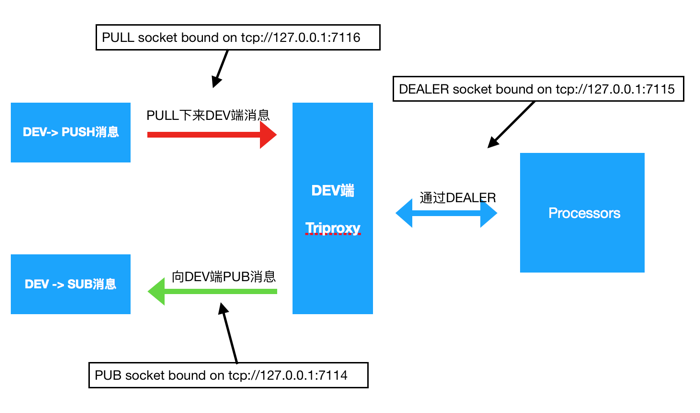 PULL socket bound on tcp://127.0.0.1:7116
DEALER socket bound on tcp://127.0.0.1:7115
DEV-> PUSH消息
PULL下来DEV端消息
DEV端
Triproxy
通过DEALER
Processors
DEV -> SUB消息
向DEV端PUB消息
PUB socket bound on tcp://127.0.0.1:7114